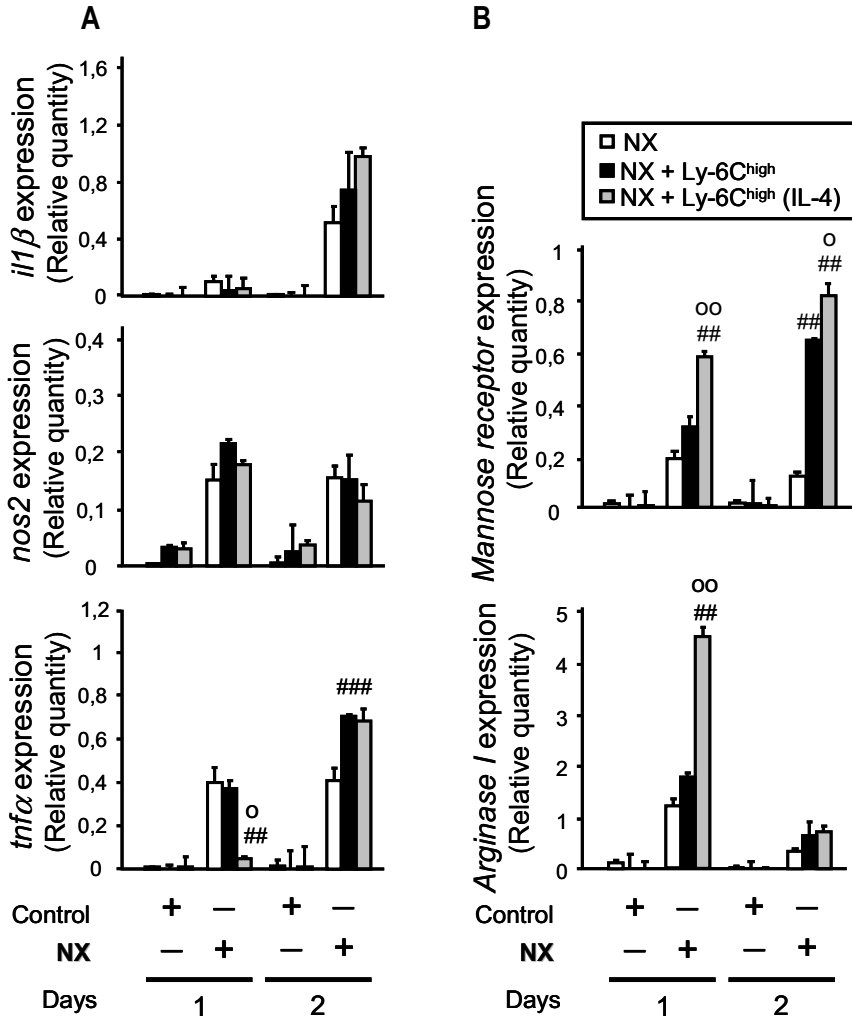 A
il1β expression
(Relative quantity)
1,6
1,2
0,8
0,4
0
nos2 expression
(Relative quantity)
0,4
0,3
0,2
0,1
0
tnfα expression
(Relative quantity)
1,2
1
0,8
0,6
0,4
0,2
0
###
o
##
Control + – + –
NX – + – +
Days 1 2
B
NX
NX + Ly-6Chigh
NX + Ly-6Chigh (IL-4)
Mannose receptor expression
(Relative quantity)
1
0,8
0,6
0,4
0,2
0
oo
##
##
o
##
Arginase I expression
(Relative quantity)
5
4
3
2
1
0
oo
##
Control + – + –
NX – + – +
Days 1 2